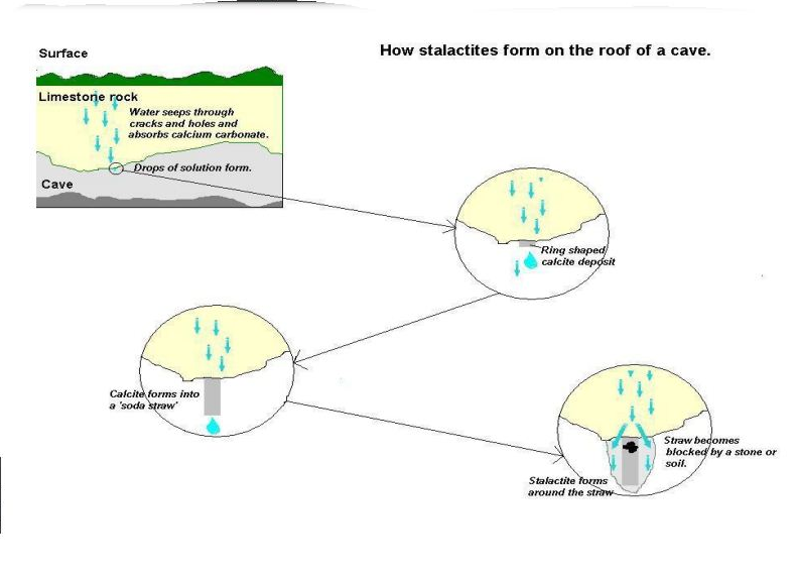 How stalactites form on the roof of a cave.
Surface
Limestone rock
Water seeps through
cracks and holes and
absorbs calcium carbonate.
Drops of solution form.
Cave
Ring shaped
calcite deposit
Calcite forms into
a 'soda straw'
Straw becomes
blocked by a stone or
soil.
Stalactite forms
around the straw